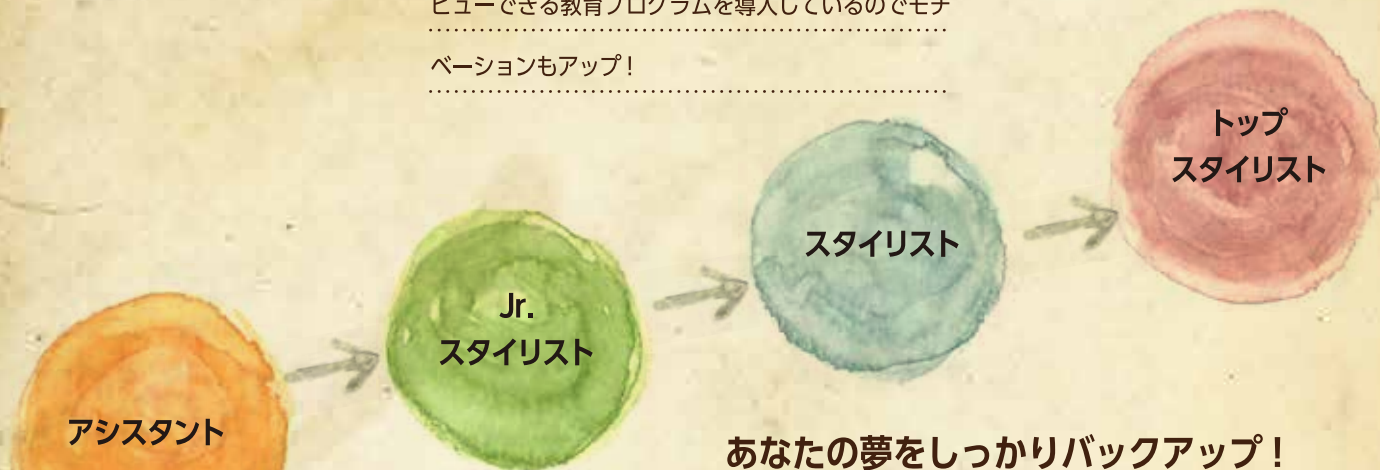 ビューできる教育プログラムを導入しているのでモチ
ベーションもアップ！
トップ
スタイリスト
スタイリスト
Jr.
スタイリスト
アシスタント
あなたの夢をしっかりバックアップ！